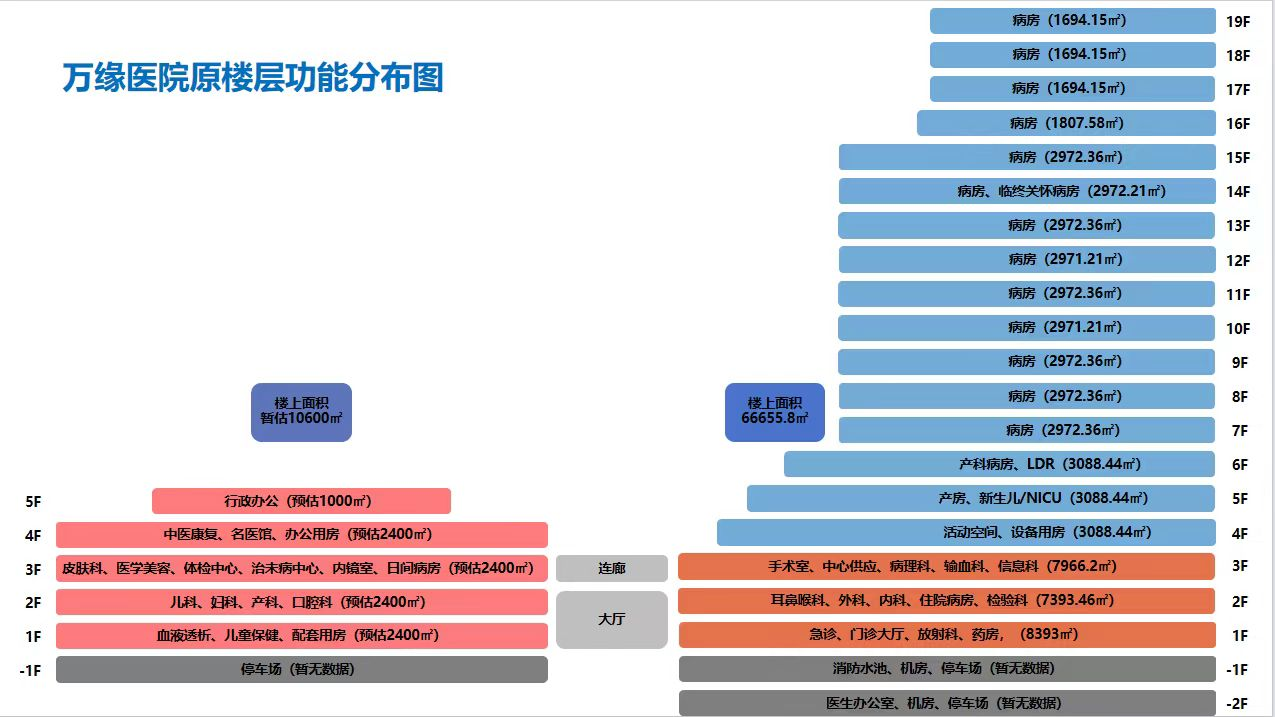 万缘医院原楼层功能分布图
病房（1694.15㎡） 19F
病房（1694.15㎡） 18F
病房（1694.15㎡） 17F
病房（1807.58㎡） 16F
病房（2972.36㎡） 15F
病房、临终关怀病房（2972.21㎡） 14F
病房（2972.36㎡） 13F
病房（2971.21㎡） 12F
病房（2972.36㎡） 11F
病房（2971.21㎡） 10F
病房（2972.36㎡） 9F
病房（2972.36㎡） 8F
病房（2972.36㎡） 7F
产科病房、LDR（3088.44㎡） 6F
产房、新生儿/NICU（3088.44㎡） 5F
活动空间、设备用房（3088.44㎡） 4F
手术室、中心供应、病理科、输血科、信息科（7966.2㎡） 3F
耳鼻喉科、外科、内科、住院病房、检验科（7393.46㎡） 2F
急诊、门诊大厅、放射科、药房，（8393㎡） 1F
消防水池、机房、停车场（暂无数据） -1F
医生办公室、机房、停车场（暂无数据） -2F
楼上面积
66655.8㎡
楼上面积
暂估10600㎡
5F 行政办公（预估1000㎡）
4F 中医康复、名医馆、办公用房（预估2400㎡）
3F 皮肤科、医学美容、体检中心、治未病中心、内镜室、日间病房（预估2400㎡）
2F 儿科、妇科、产科、口腔科（预估2400㎡）
1F 血液透析、儿童保健、配套用房（预估2400㎡）
-1F 停车场（暂无数据）
连廊
大厅